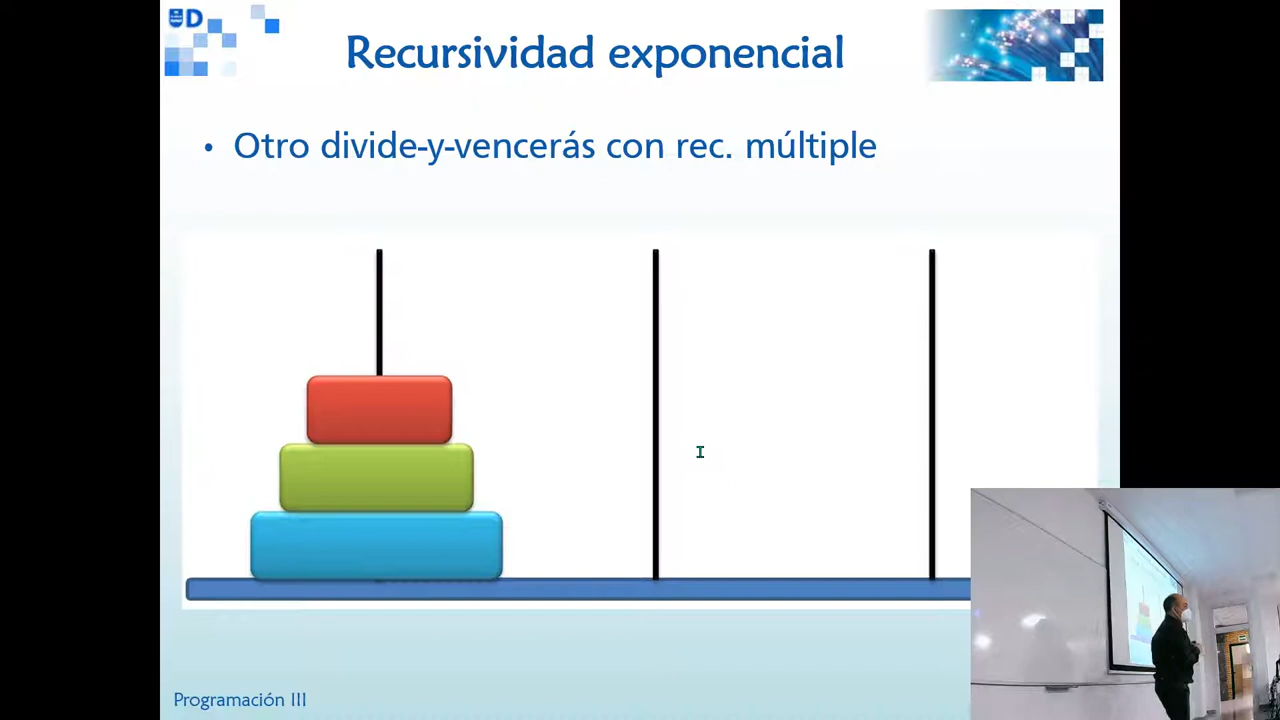 D
Recursividad exponencial
• Otro divide-y-vencerás con rec. múltiple
Programación III